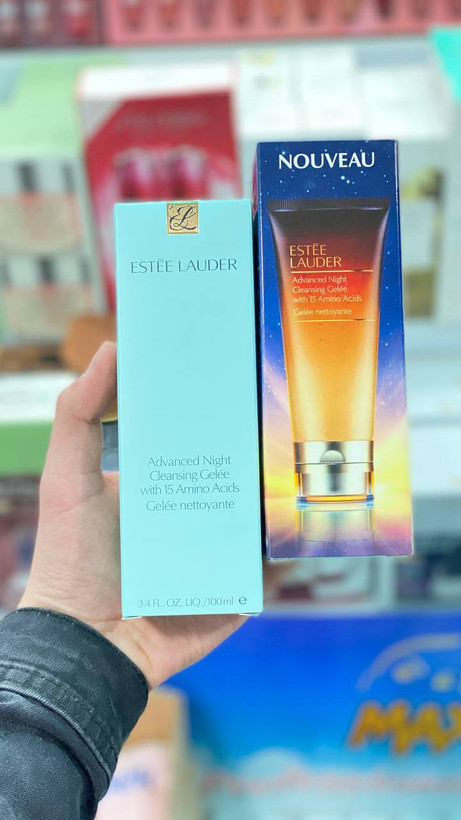 ESTĒE LAUDER
Advanced Night
Cleansing Gelée
with 15 Amino Acids
Gelée nettoyante
3.4 FL. OZ. LIQ./100 ml e
NOUVEAU
ESTĒE
LAUDER
Advanced Night
Cleansing Gelée
with 15 Amino Acids
Gelée nettoyante
MAX